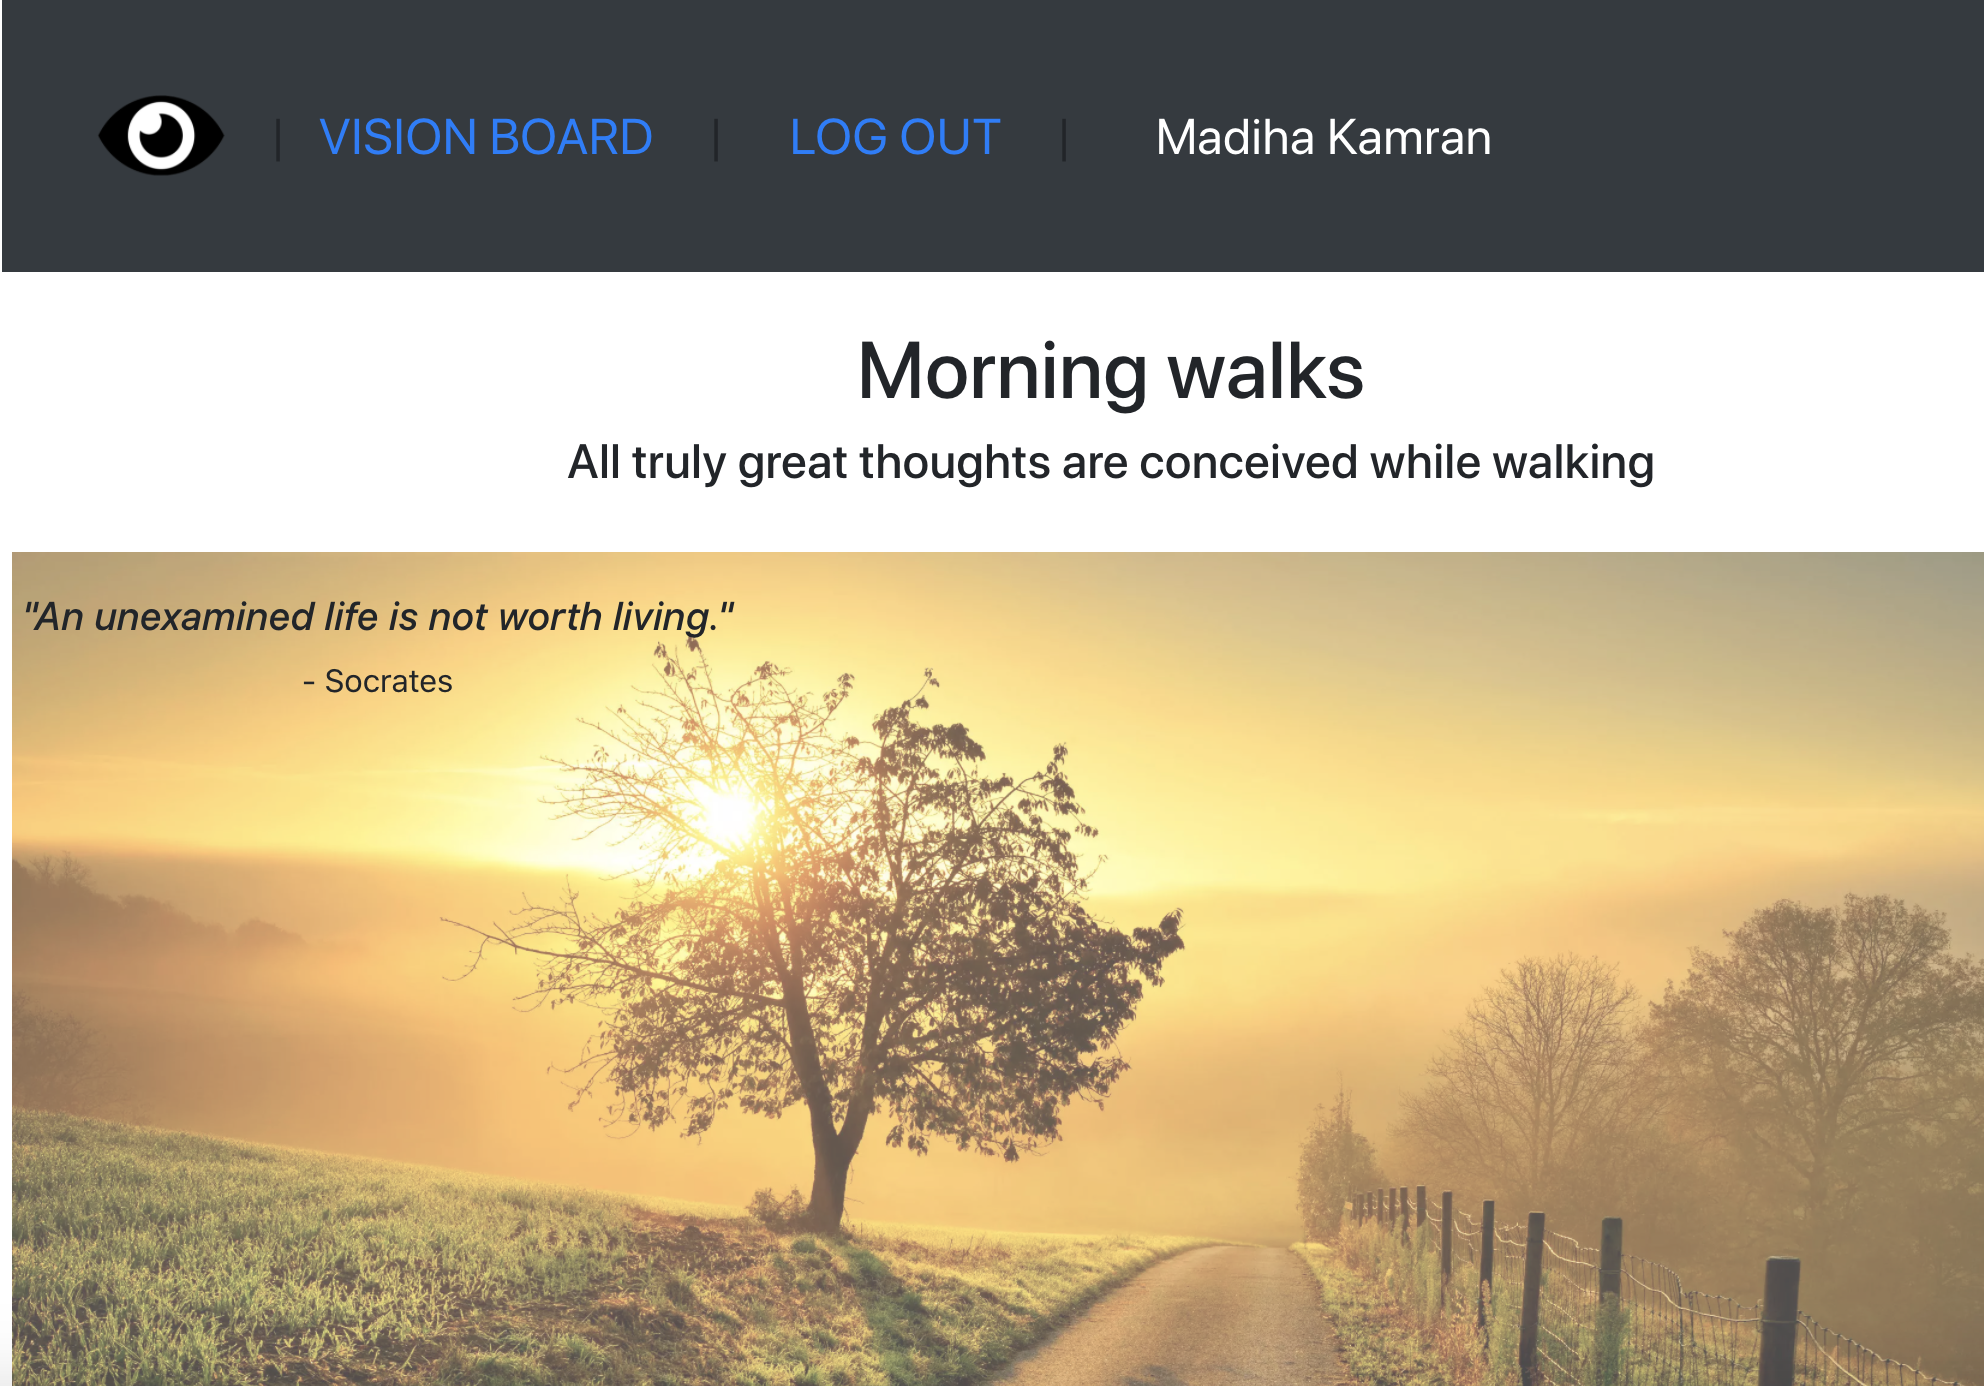 | VISION BOARD | LOG OUT | Madiha Kamran
Morning walks
All truly great thoughts are conceived while walking
"An unexamined life is not worth living."
- Socrates